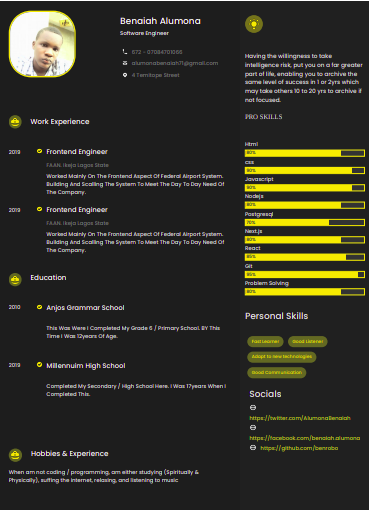 Benaiah Alumona
Software Engineer
672 - 07084701666
alumonabenaiah71@gmail.com
4 Temitope Street
Work Experience
2019
Frontend Engineer
FAAN. Ikeja Lagos State
Worked Mainly On The Frontend Aspect Of Federal Airport System.
Building And Scalling The System To Meet The Day To Day Need Of
The Company.
2019
Frontend Engineer
FAAN. Ikeja Lagos State
Worked Mainly On The Frontend Aspect Of Federal Airport System.
Building And Scalling The System To Meet The Day To Day Need Of
The Company.
Education
2010
Anjos Grammar School
This Was Were I Completed My Grade 6 / Primary School. BY This
Time I Was 12years Of Age.
2019
Millennuim High School
Completed My Secondary / High School Here. I Was 17years When I
Completed This.
Hobbies & Experience
When am not coding / programming, am either studying (Spiritually &
Physically), suffing the internet, relaxing, and listening to music
Having the willingness to take
intelligence risk, put you on a far greater
part of life, enabling you to archive the
same level of success in 1 or 2yrs which
may take others 10 to 20 yrs to archive if
not focused.
PRO SKILLS
Html
80%
css
90%
Javascript
90%
Nodejs
80%
Postgresql
70%
Next.js
80%
React
85%
Git
95%
Problem Solving
80%
Personal Skills
Fast Learner
Good Listener
Adapt to new technologies
Good Communication
Socials
https://twitter.com/AlumonaBenaiah
https://facebook.com/benaiah.alumona
https://github.com/benrobo